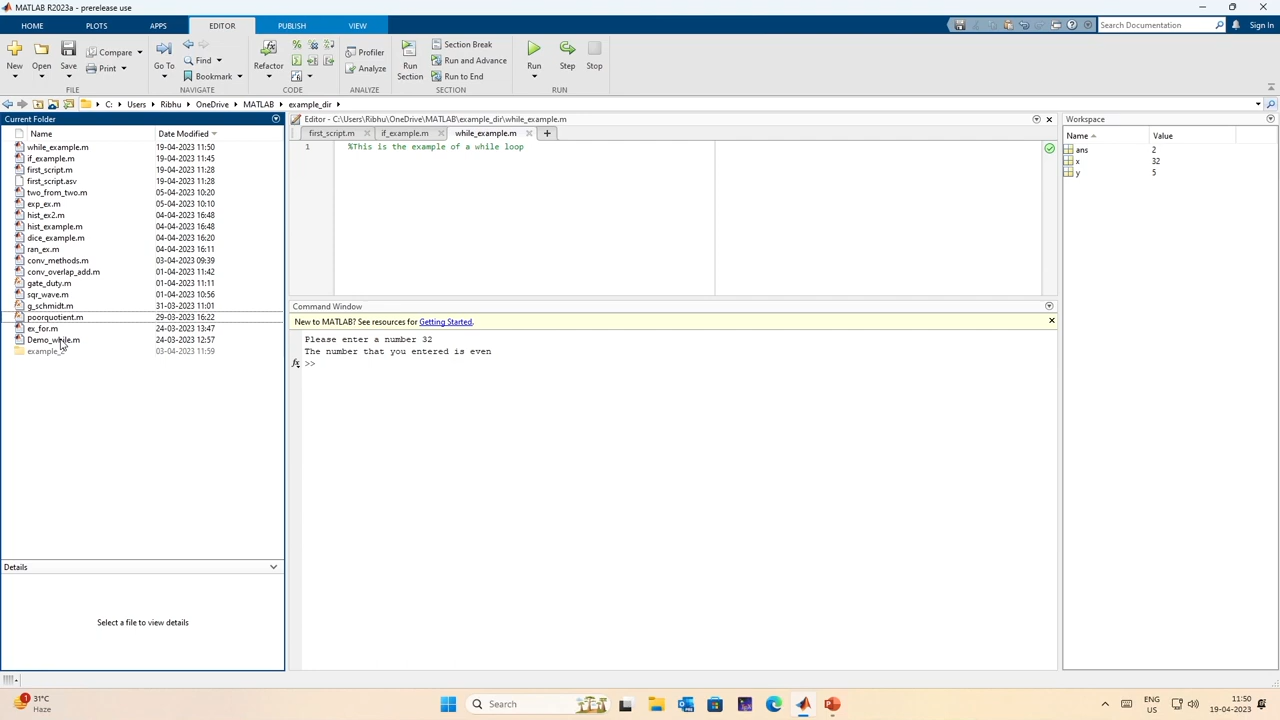 MATLAB R2023a - prerelease use
HOME PLOTS APPS EDITOR PUBLISH VIEW Search Documentation Sign In
New Open Save Compare Print Go To Find Bookmark Refactor Profiler Analyze Run Section Section Break Run and Advance Run to End Run Step Stop
FILE NAVIGATE CODE ANALYZE SECTION RUN
C: Users Ribhu OneDrive MATLAB example_dir
Current Folder
Name Date Modified
while_example.m 19-04-2023 11:50
if_example.m 19-04-2023 11:45
first_script.m 19-04-2023 11:28
first_script.asv 19-04-2023 11:28
two_from_two.m 05-04-2023 10:20
exp_ex.m 05-04-2023 10:10
hist_ex2.m 04-04-2023 16:48
hist_example.m 04-04-2023 16:48
dice_example.m 04-04-2023 16:20
ran_ex.m 04-04-2023 16:11
conv_methods.m 03-04-2023 09:39
conv_overlap_add.m 01-04-2023 11:42
gate_duty.m 01-04-2023 11:11
sqr_wave.m 01-04-2023 10:56
g_schmidt.m 31-03-2023 11:01
poorquotient.m 29-03-2023 16:22
ex_for.m 24-03-2023 13:47
Demo_while.m 24-03-2023 12:57
example_2 03-04-2023 11:59
Details
Select a file to view details
Editor - C:\Users\Ribhu\OneDrive\MATLAB\example_dir\while_example.m
first_script.m if_example.m while_example.m
1 %This is the example of a while loop
Command Window
New to MATLAB? See resources for Getting Started.
Please enter a number 32
The number that you entered is even
fx >>
Workspace
Name Value
ans 2
x 32
y 5
1 31°C
Haze
Search
ENG
US
11:50
19-04-2023